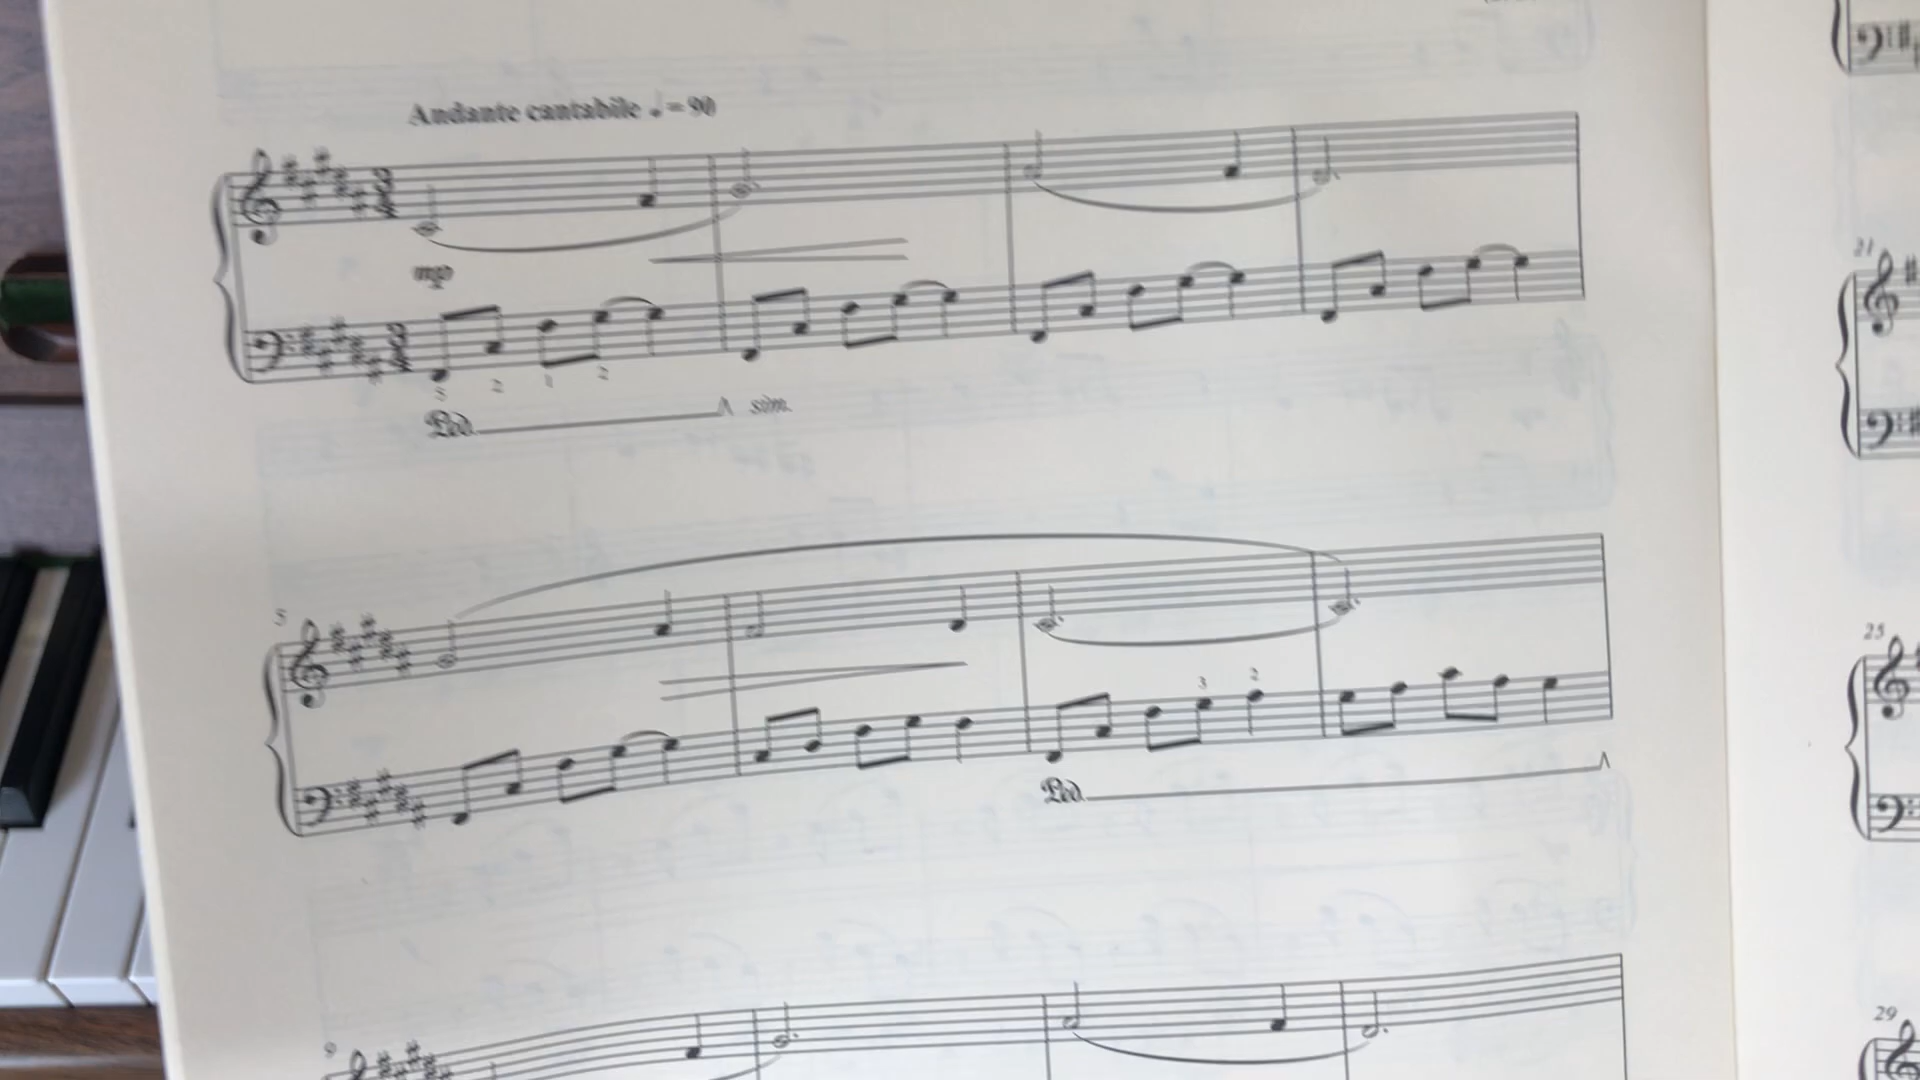 Andante cantabile ♩ = 90
mp
5 2 1 2
Ped. sim.
21
5
3 2
25
Ped.
9
29